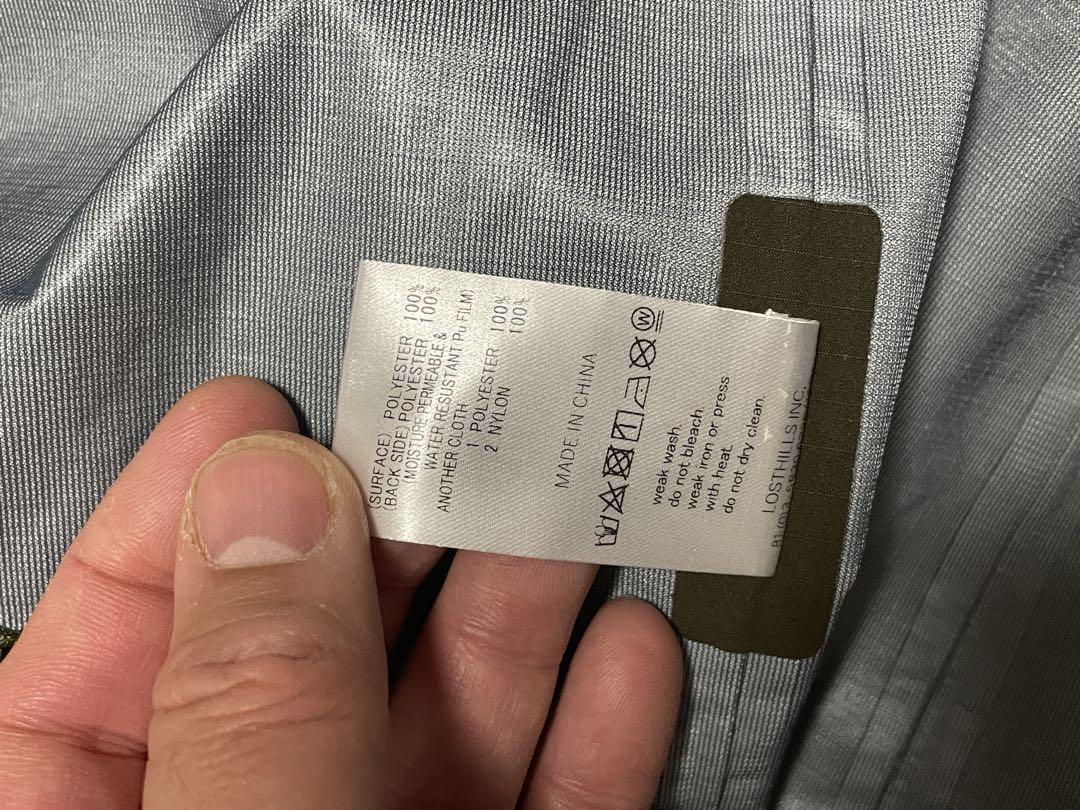 (SURFACE) POLYESTER 100%
(BACK SIDE) POLYESTER 100%
(MOISTURE-PERMEABLE &
WATER RESISTANT Pu FILM)
ANOTHER CLOTH
1 POLYESTER 100%
2 NYLON 100%
MADE IN CHINA
W
weak wash.
do not bleach.
weak iron or press
with heat.
do not dry clean.
LOSTHILLS INC.